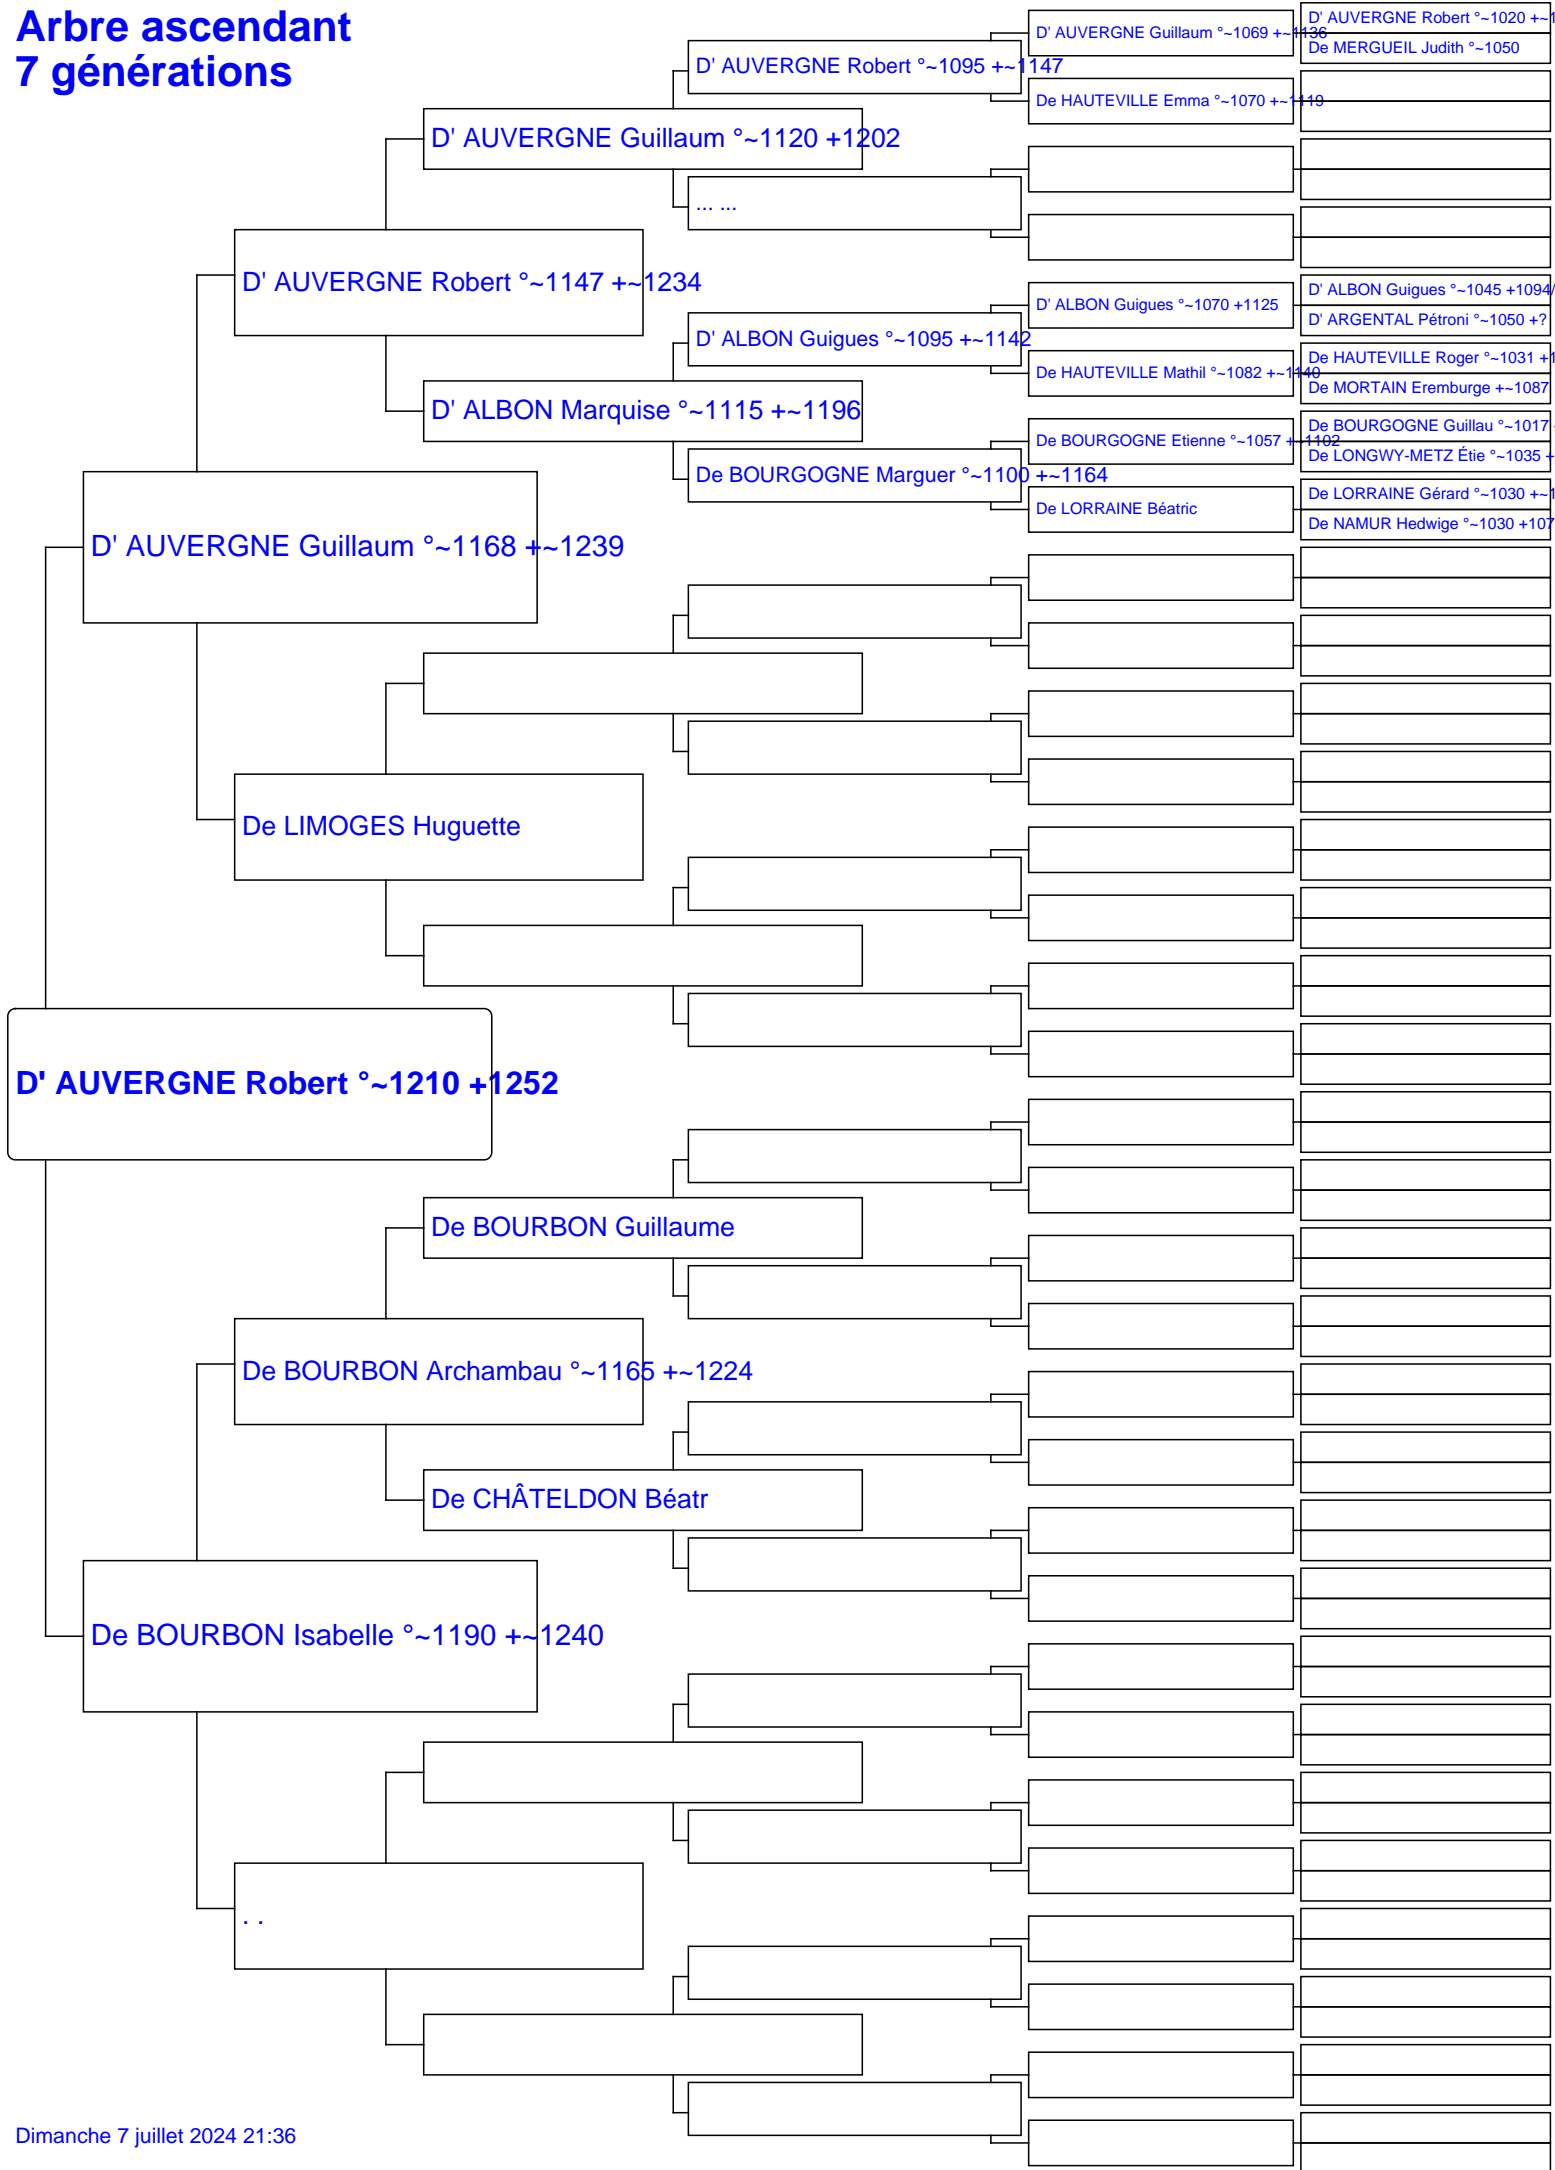 Arbre ascendant
7 générations
D' AUVERGNE Robert °~1020 +~1
D' AUVERGNE Guillaum °~1069 +~1136
De MERGUEIL Judith °~1050
D' AUVERGNE Robert °~1095 +~1147
De HAUTEVILLE Emma °~1070 +~1119
D' AUVERGNE Guillaum °~1120 +1202
... ...
D' AUVERGNE Robert °~1147 +~1234
D' ALBON Guigues °~1045 +1094/
D' ALBON Guigues °~1070 +1125
D' ARGENTAL Pétroni °~1050 +?
D' ALBON Guigues °~1095 +~1142
De HAUTEVILLE Roger °~1031 +1
De HAUTEVILLE Mathil °~1082 +~1140
De MORTAIN Eremburge +~1087
D' ALBON Marquise °~1115 +~1196
De BOURGOGNE Guillau °~1017
De BOURGOGNE Etienne °~1057 +~1102
De LONGWY-METZ Étie °~1035 +
De BOURGOGNE Marguer °~1100 +~1164
De LORRAINE Gérard °~1030 +~1
De LORRAINE Béatric
De NAMUR Hedwige °~1030 +107
D' AUVERGNE Guillaum °~1168 +~1239
De LIMOGES Huguette
D' AUVERGNE Robert °~1210 +1252
De BOURBON Guillaume
De BOURBON Archambau °~1165 +~1224
De CHÂTELDON Béatr
De BOURBON Isabelle °~1190 +~1240
. .
Dimanche 7 juillet 2024 21:36